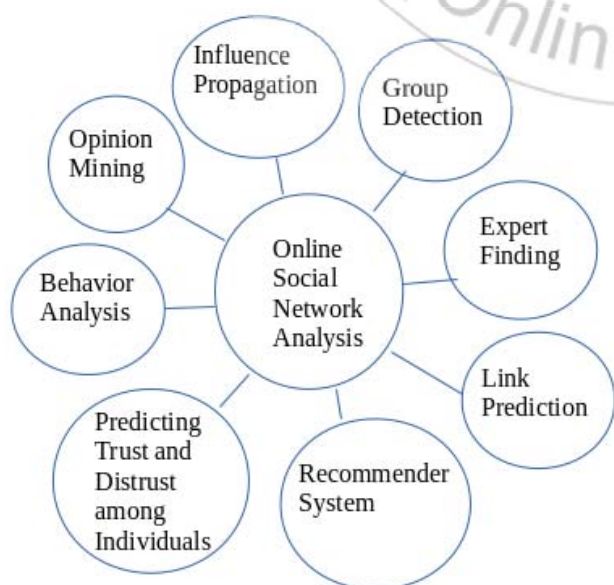 Onlin
Influence
Propagation
Group
Detection
Opinion
Mining
Expert
Finding
Online
Social
Network
Analysis
Behavior
Analysis
Link
Prediction
Predicting
Trust and
Distrust
among
Individuals
Recommender
System